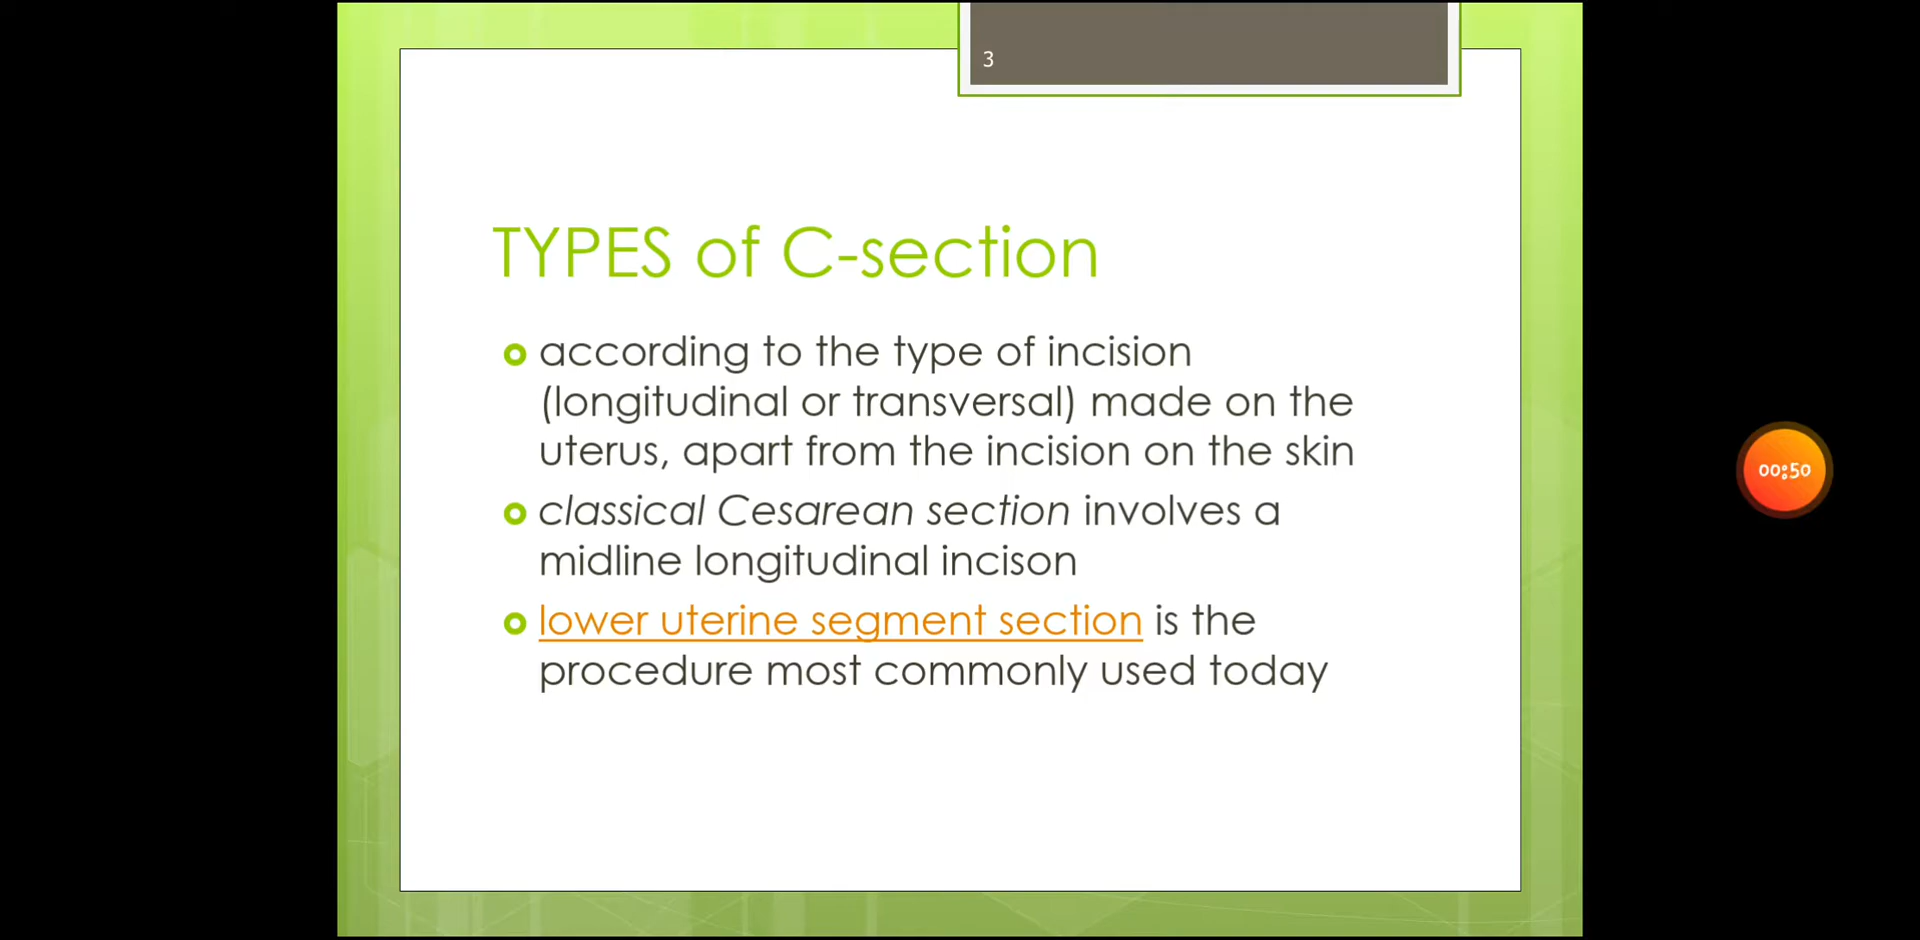 3
TYPES of C-section
according to the type of incision
(longitudinal or transversal) made on the
uterus, apart from the incision on the skin
classical Cesarean section involves a
midline longitudinal incison
lower uterine segment section is the
procedure most commonly used today
00:50